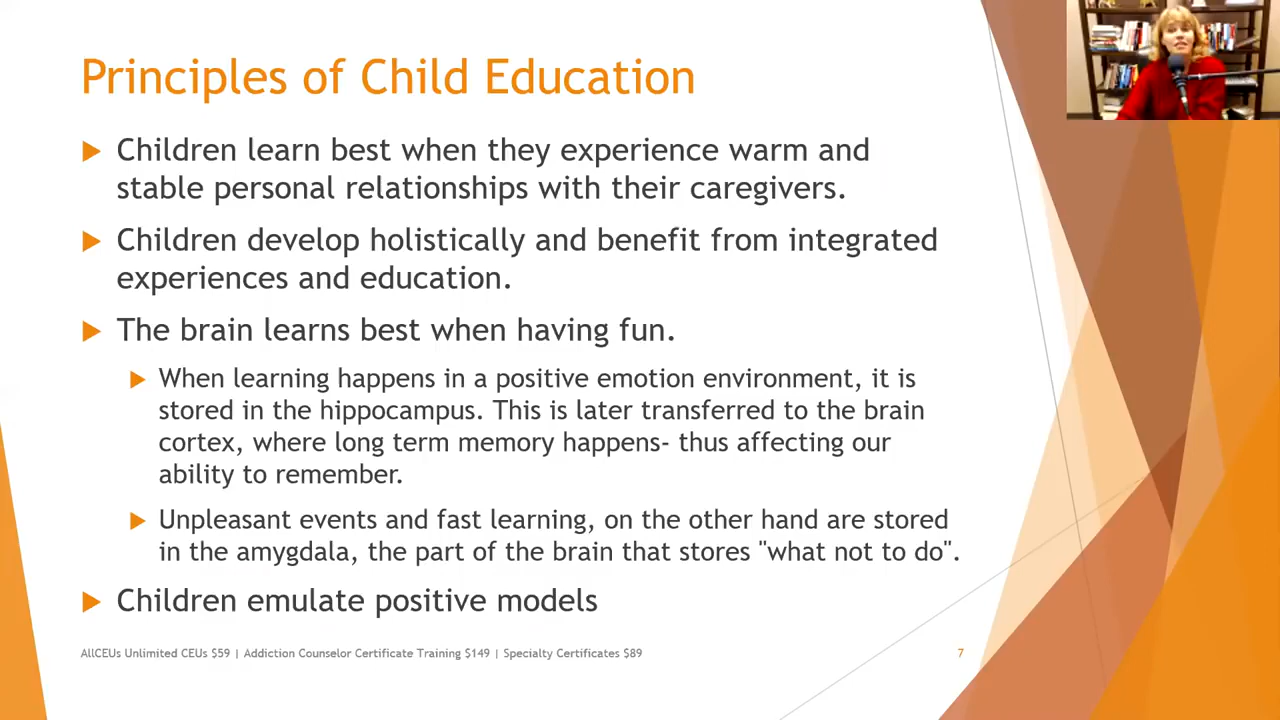 Principles of Child Education
Children learn best when they experience warm and
stable personal relationships with their caregivers.
Children develop holistically and benefit from integrated
experiences and education.
The brain learns best when having fun.
When learning happens in a positive emotion environment, it is
stored in the hippocampus. This is later transferred to the brain
cortex, where long term memory happens- thus affecting our
ability to remember.
Unpleasant events and fast learning, on the other hand are stored
in the amygdala, the part of the brain that stores "what not to do".
Children emulate positive models
AllCEUs Unlimited CEUs $59 | Addiction Counselor Certificate Training $149 | Specialty Certificates $89
7